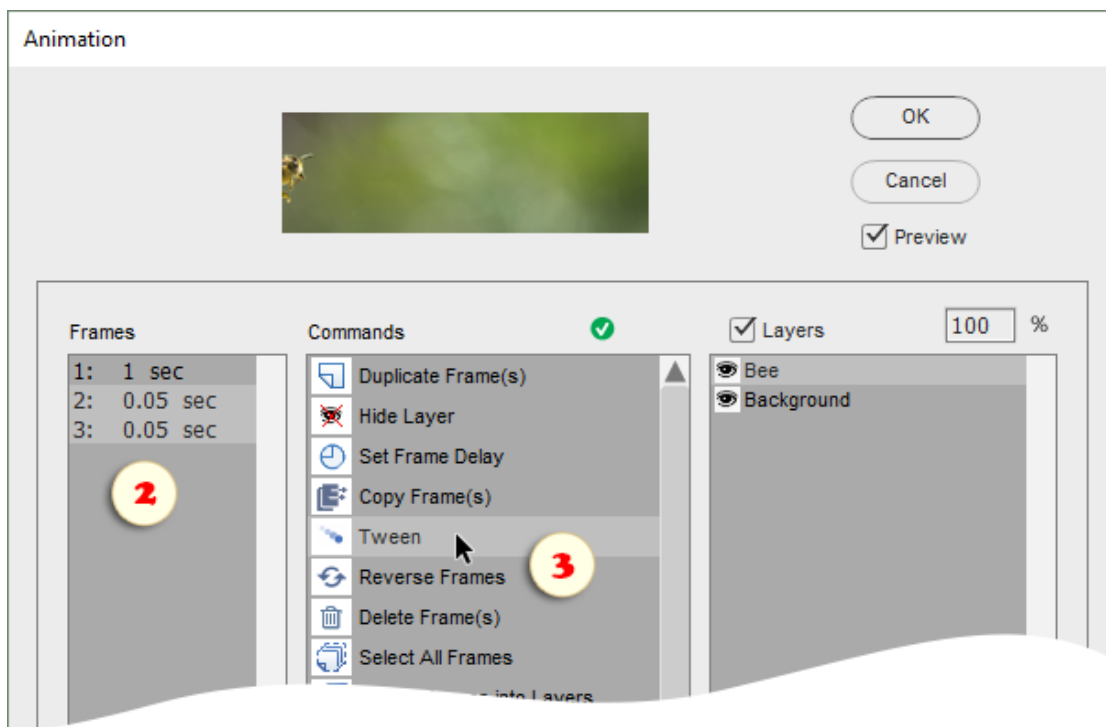 Animation
OK
Cancel
Preview
Frames
Commands
Layers
100 %
1: 1 sec
2: 0.05 sec
3: 0.05 sec
2
Duplicate Frame(s)
Hide Layer
Set Frame Delay
Copy Frame(s)
Tween
3
Reverse Frames
Delete Frame(s)
Select All Frames
into Layers
Bee
Background